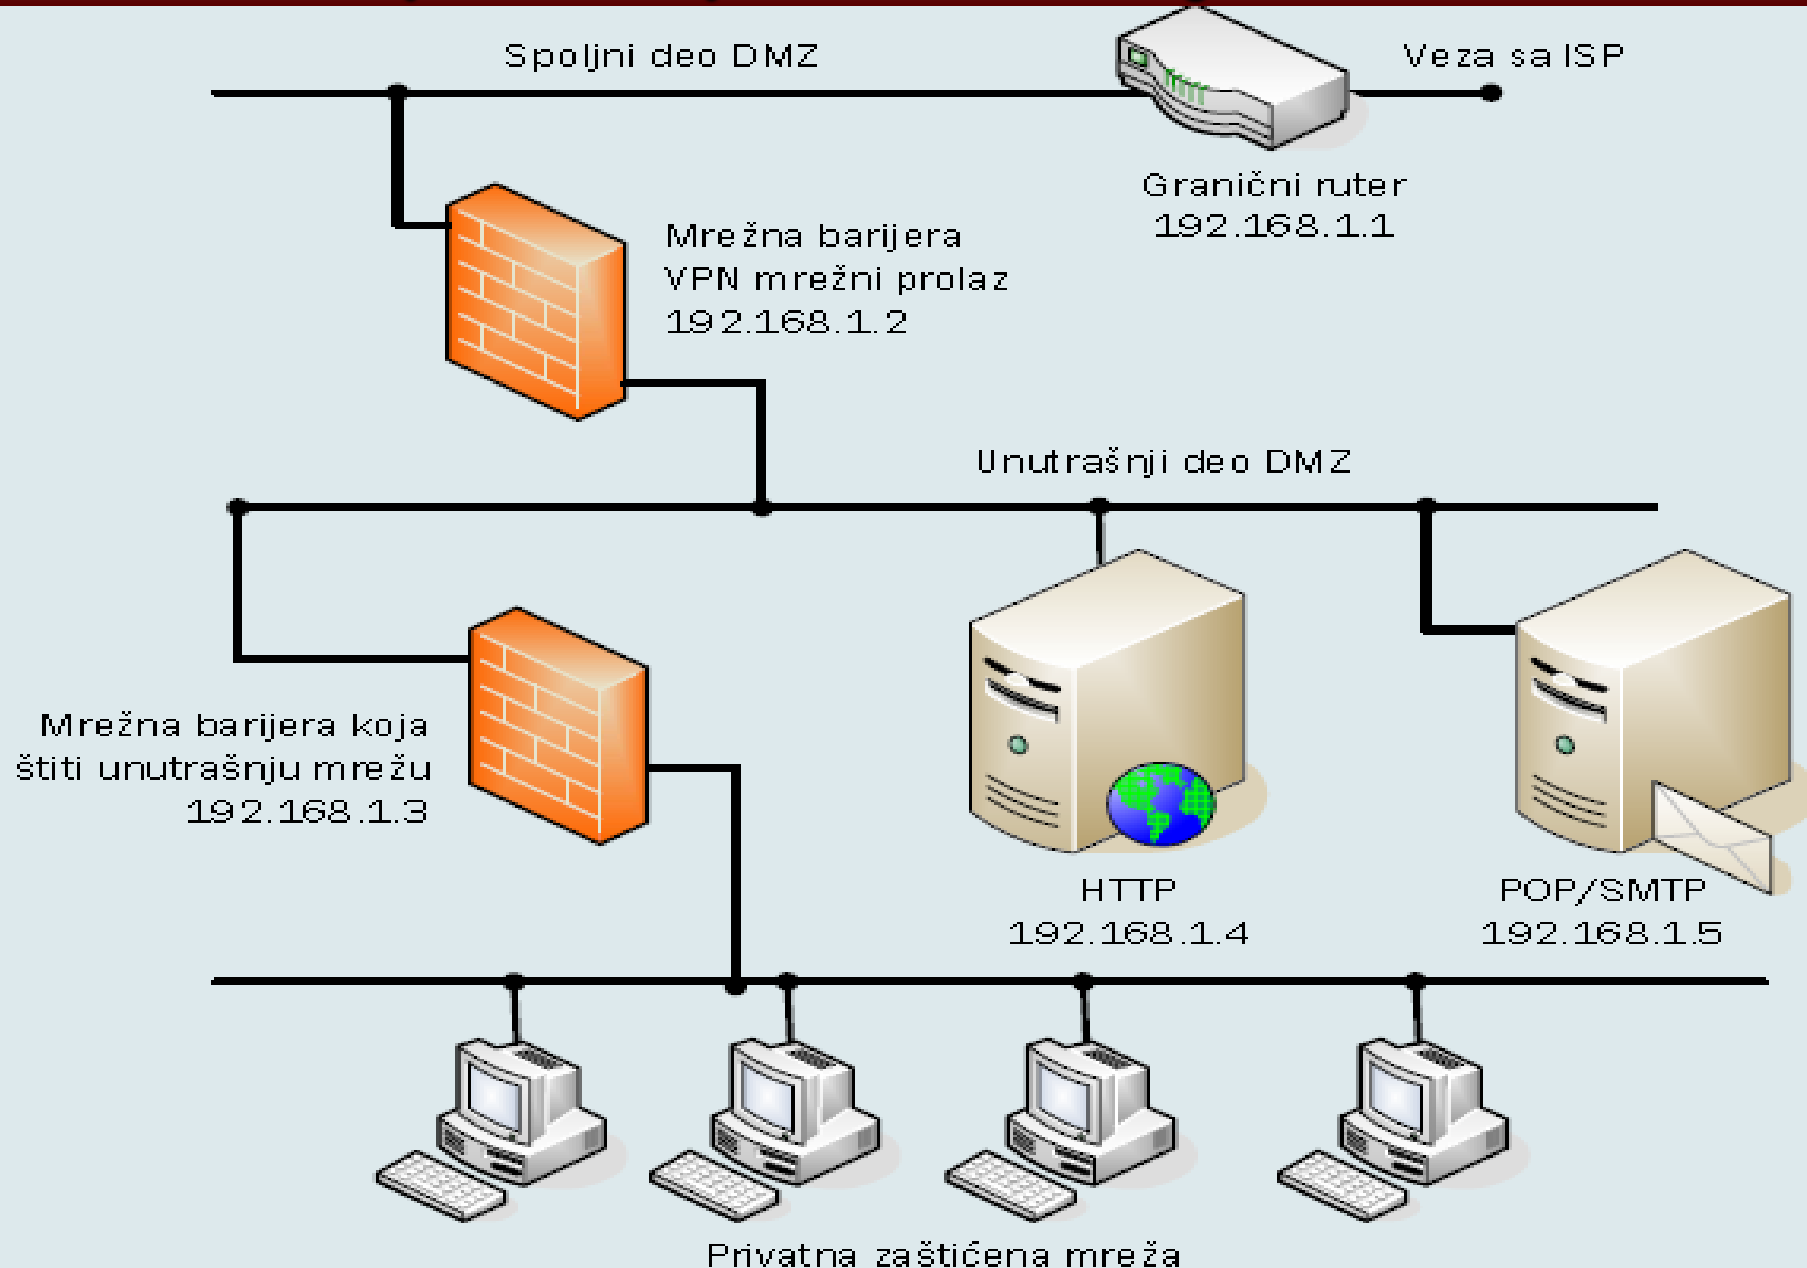 Spoljni deo DMZ
Veza sa ISP
Granični ruter
192.168.1.1
Mrežna barijera
VPN mrežni prolaz
192.168.1.2
Unutrašnji deo DMZ
Mrežna barijera koja
štiti unutrašnju mrežu
192.168.1.3
HTTP
192.168.1.4
POP/SMTP
192.168.1.5
Privatna zaštićena mreža